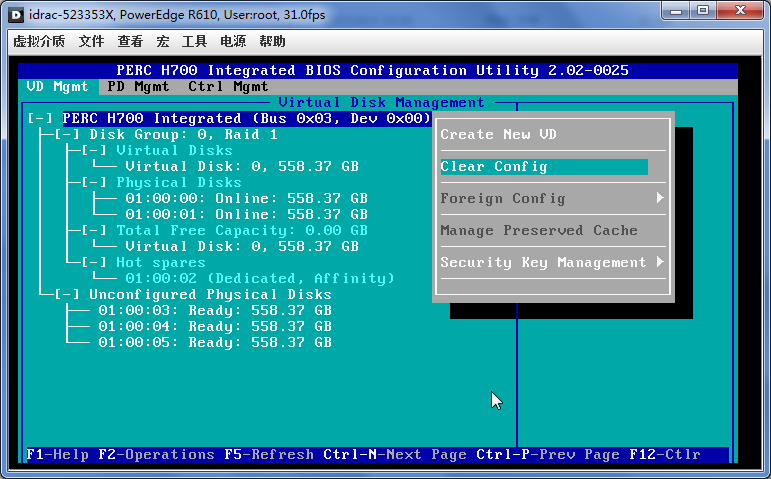 idrac-523353X, PowerEdge R610, User:root, 31.0fps
虚拟介质 文件 查看 宏 工具 电源 帮助
PERC H700 Integrated BIOS Configuration Utility 2.02-0025
VD Mgmt PD Mgmt Ctrl Mgmt
Virtual Disk Management
[-] PERC H700 Integrated (Bus 0x03, Dev 0x00)
[-] Disk Group: 0, Raid 1
[-] Virtual Disks
Virtual Disk: 0, 558.37 GB
[-] Physical Disks
01:00:00: Online: 558.37 GB
01:00:01: Online: 558.37 GB
[-] Total Free Capacity: 0.00 GB
Virtual Disk: 0, 558.37 GB
[-] Hot spares
01:00:02 (Dedicated, Affinity)
[-] Unconfigured Physical Disks
01:00:03: Ready: 558.37 GB
01:00:04: Ready: 558.37 GB
01:00:05: Ready: 558.37 GB
Create New VD
Clear Config
Foreign Config
Manage Preserved Cache
Security Key Management
F1-Help F2-Operations F5-Refresh Ctrl-N-Next Page Ctrl-P-Prev Page F12-Ctlr